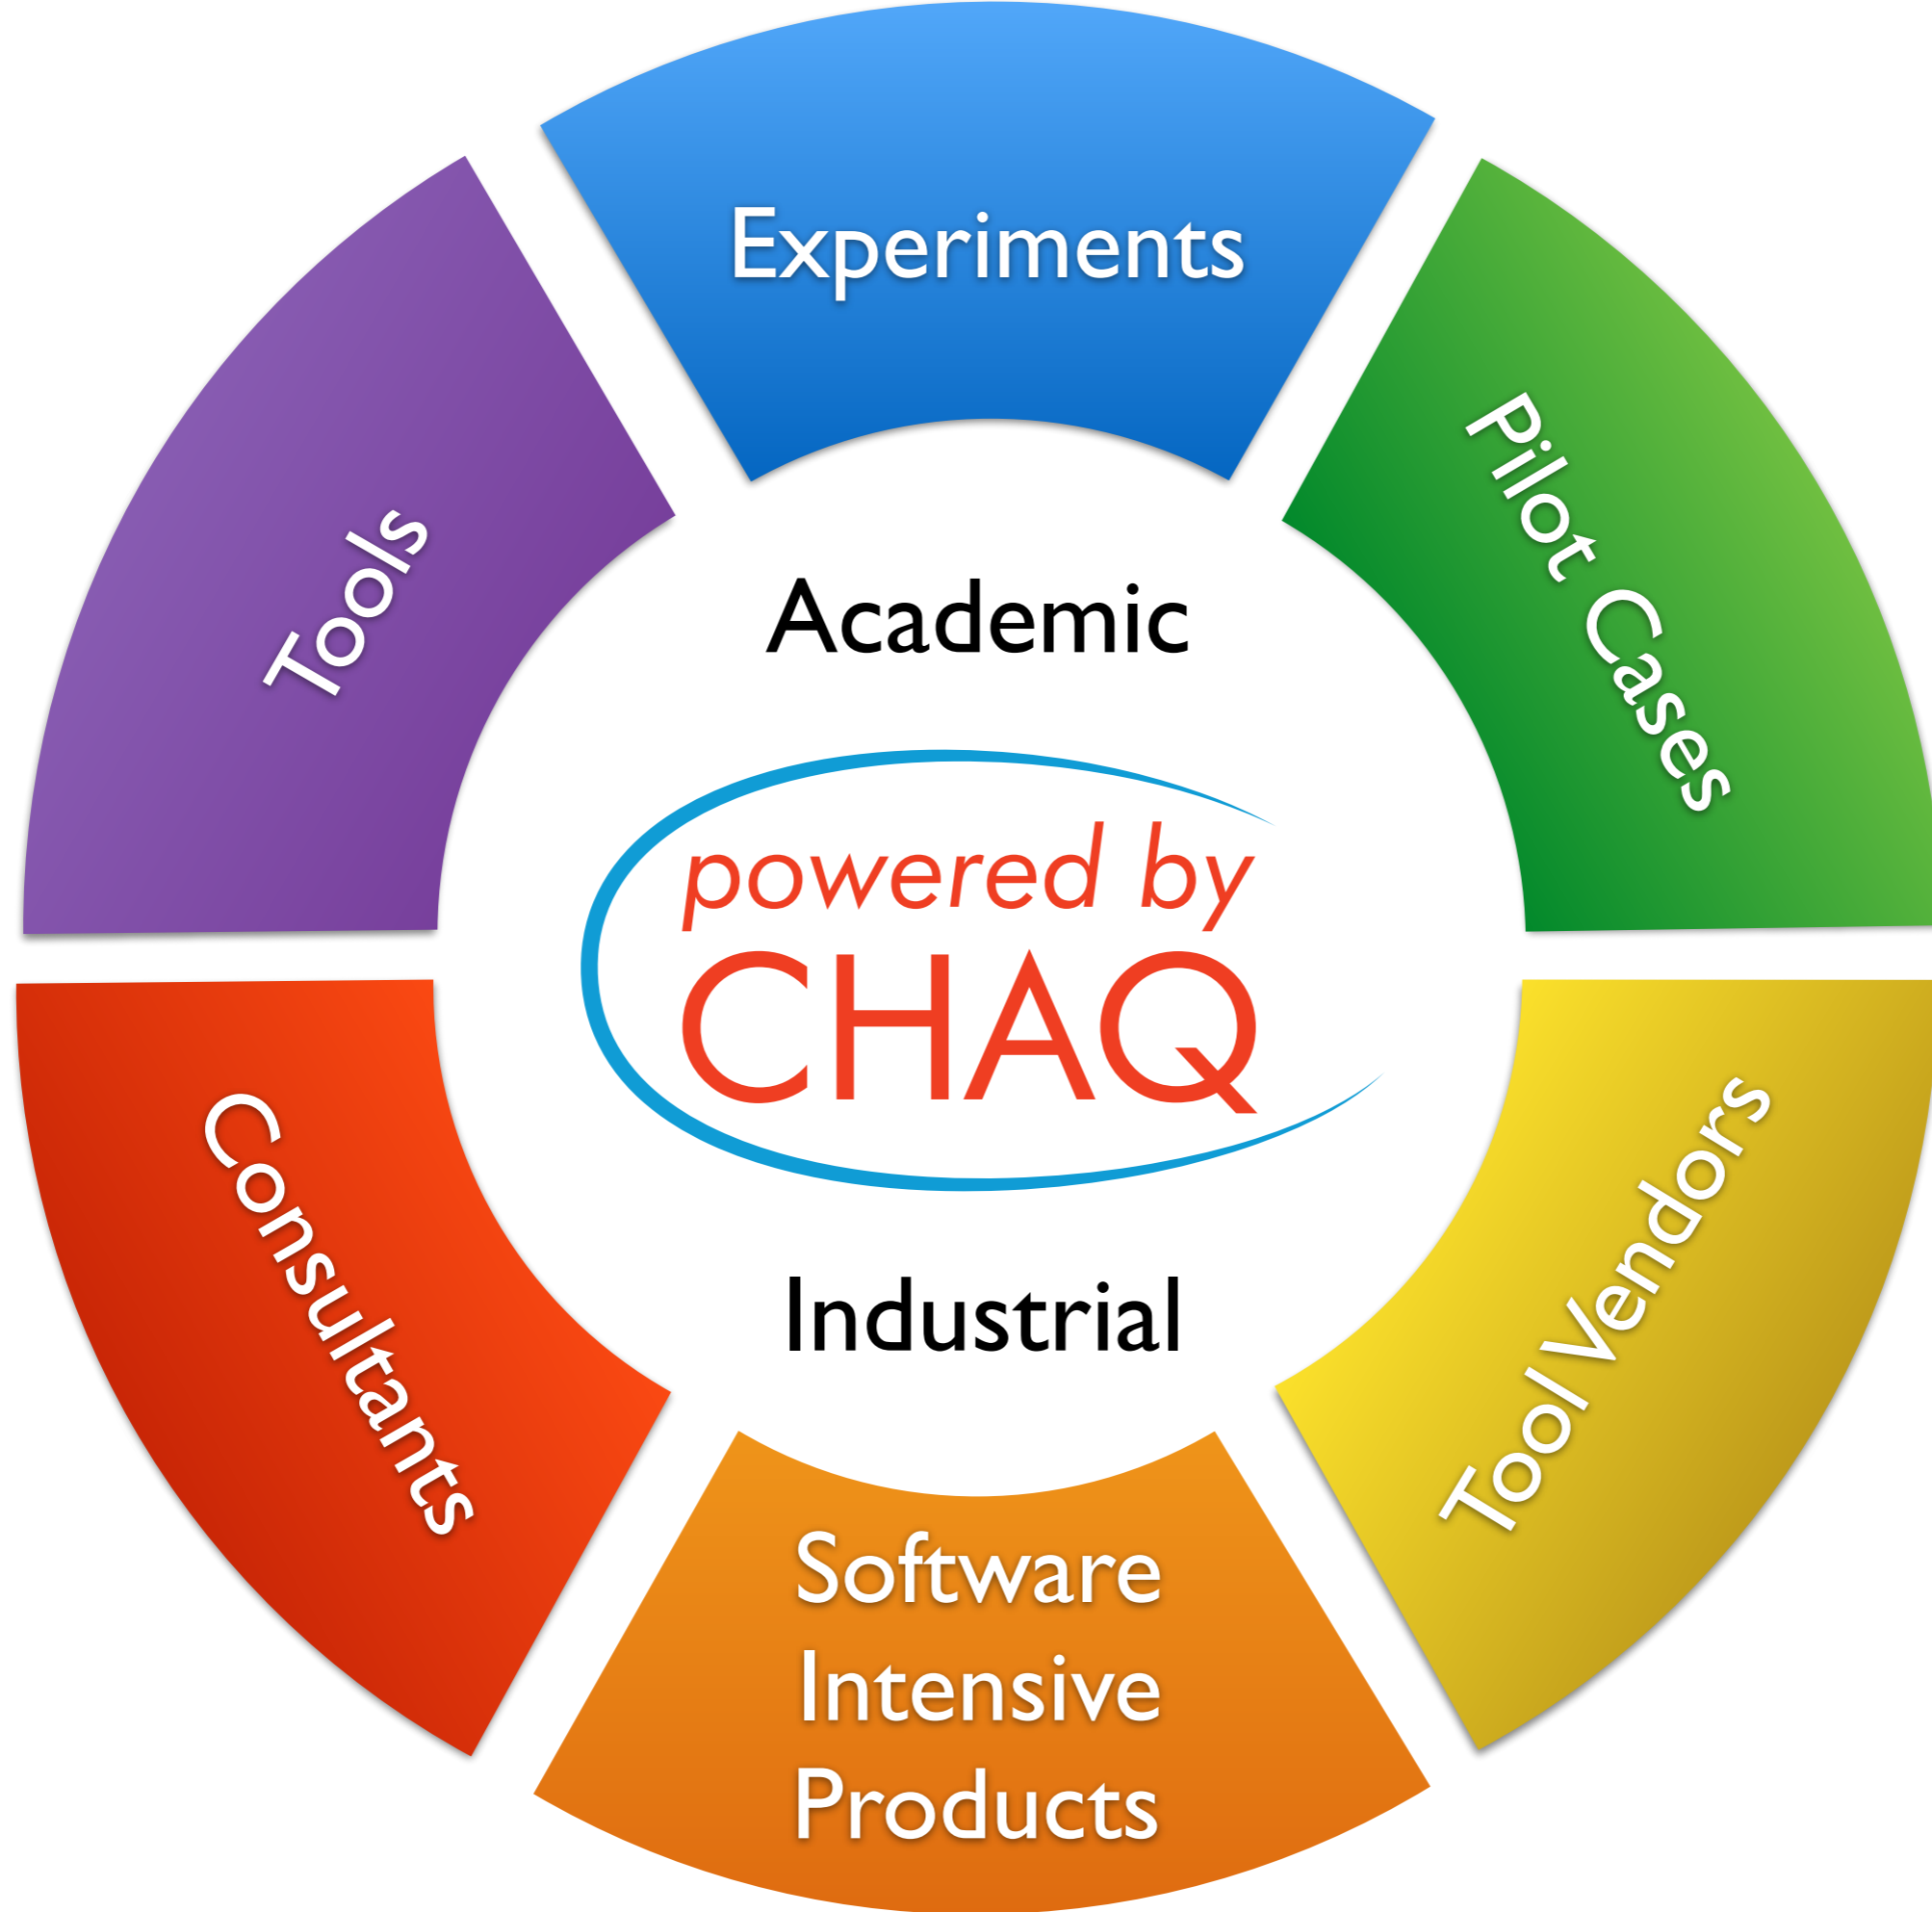 Experiments
Pilot Cases
Tools
Academic
powered by
CHAQ
Industrial
Consultants
Tool Vendors
Software
Intensive
Products